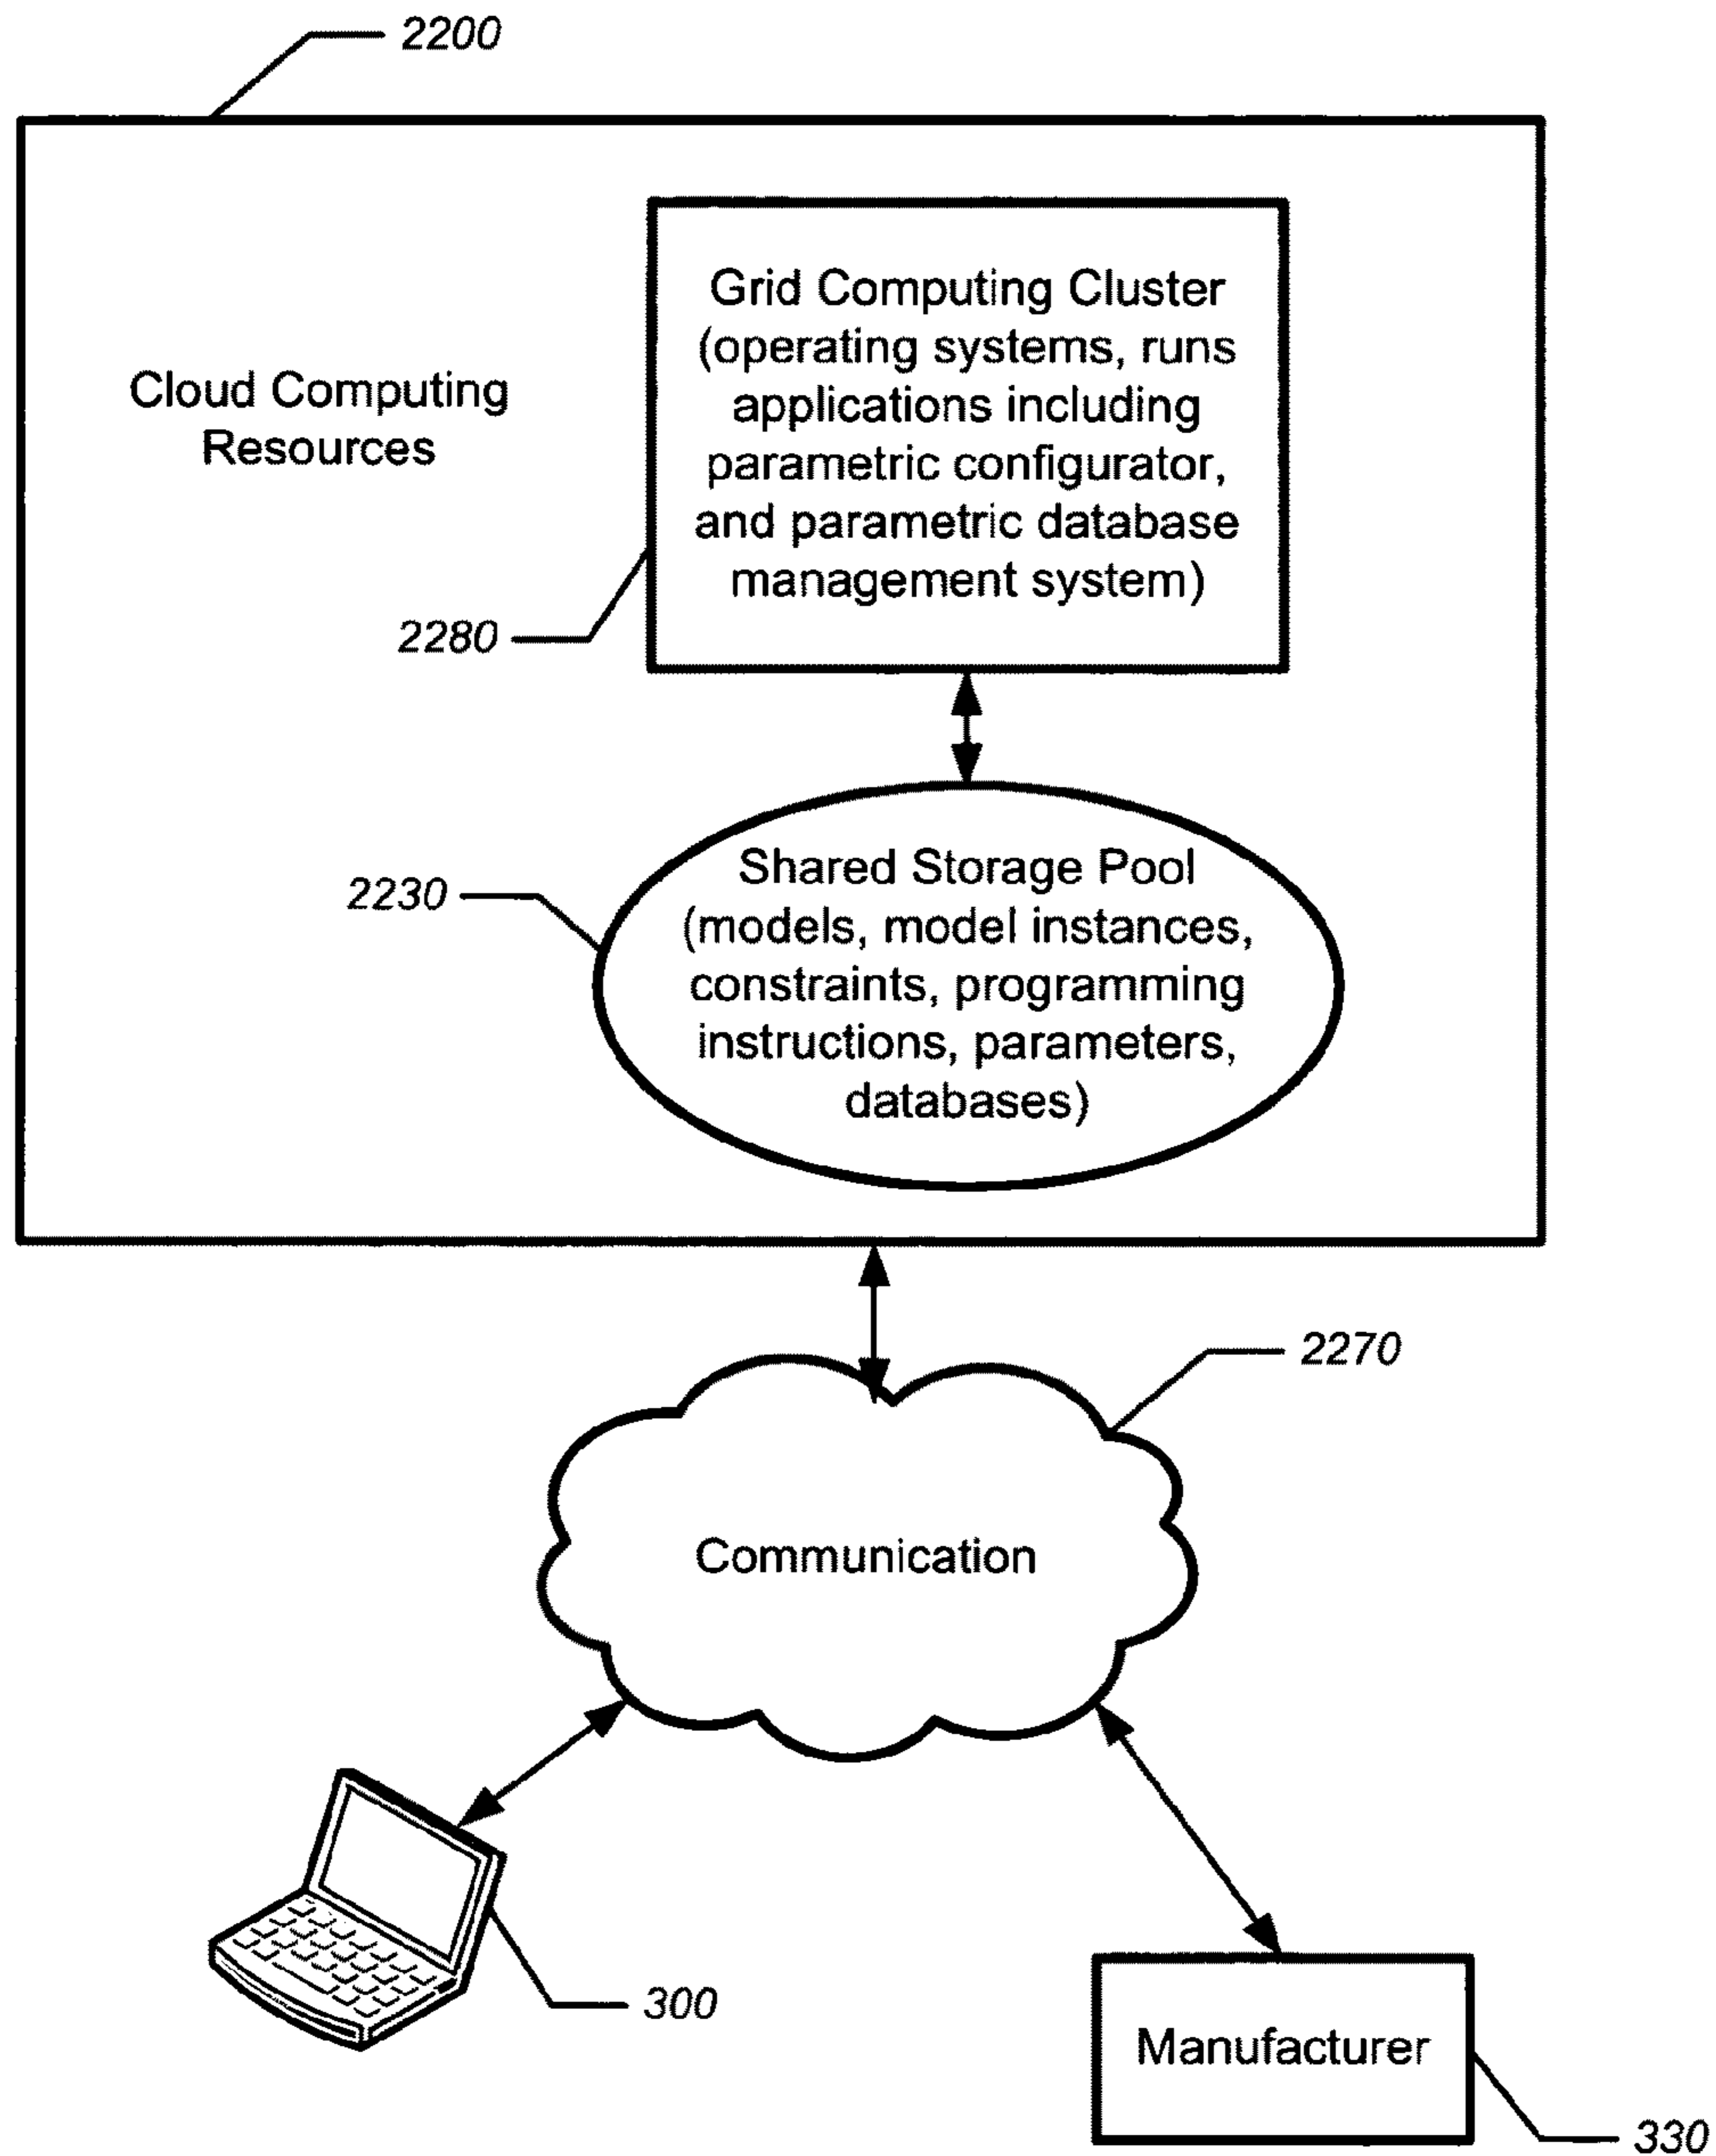 2200
Cloud Computing
Resources
Grid Computing Cluster
(operating systems, runs
applications including
parametric configurator,
and parametric database
management system)
2280
Shared Storage Pool
(models, model instances,
constraints, programming
instructions, parameters,
databases)
2230
2270
Communication
300
Manufacturer
330